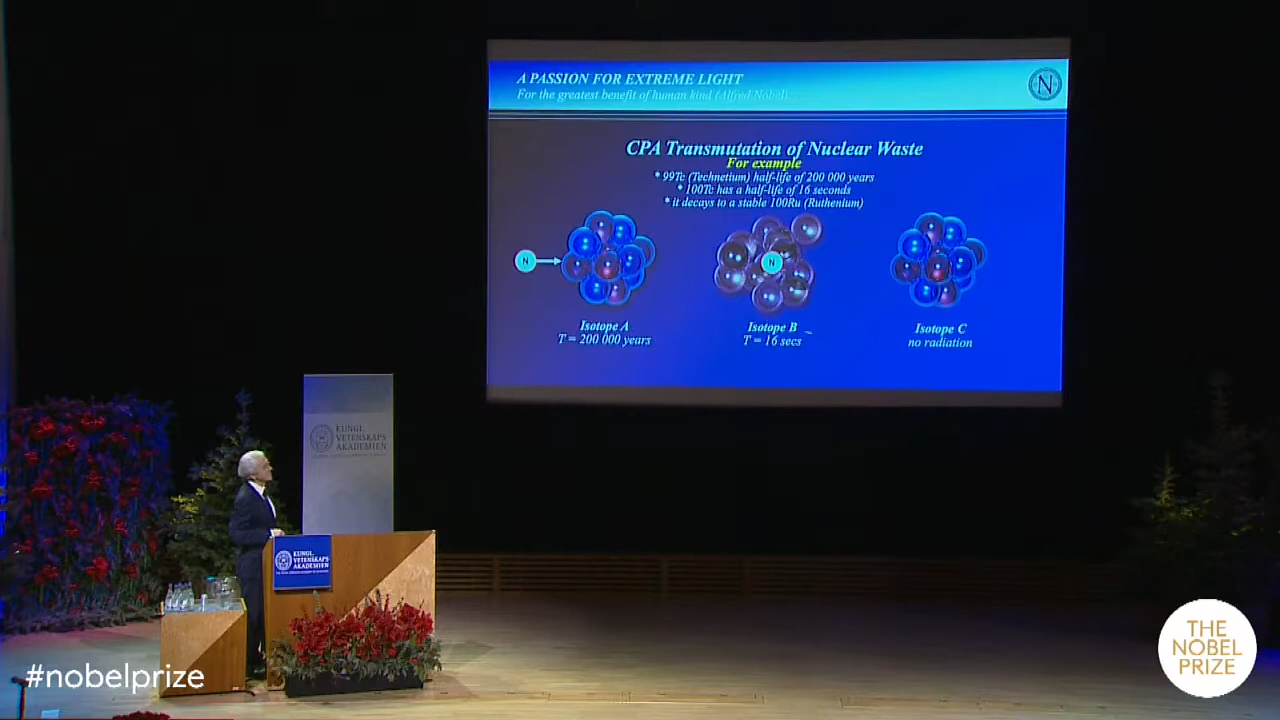 A PASSION FOR EXTREME LIGHT
For the greatest benefit of human kind (Alfred Nobel)...
N
CPA Transmutation of Nuclear Waste
For example
* 99Tc (Technetium) half-life of 200 000 years
* 100Tc has a half-life of 16 seconds
* it decays to a stable 100Ru (Ruthenium)
N
N
Isotope A
T = 200 000 years
Isotope B
T = 16 secs
Isotope C
no radiation
KUNGL.
VETENSKAPS
AKADEMIEN
KUNGL.
VETENSKAPS
AKADEMIEN
#nobelprize
THE
NOBEL
PRIZE